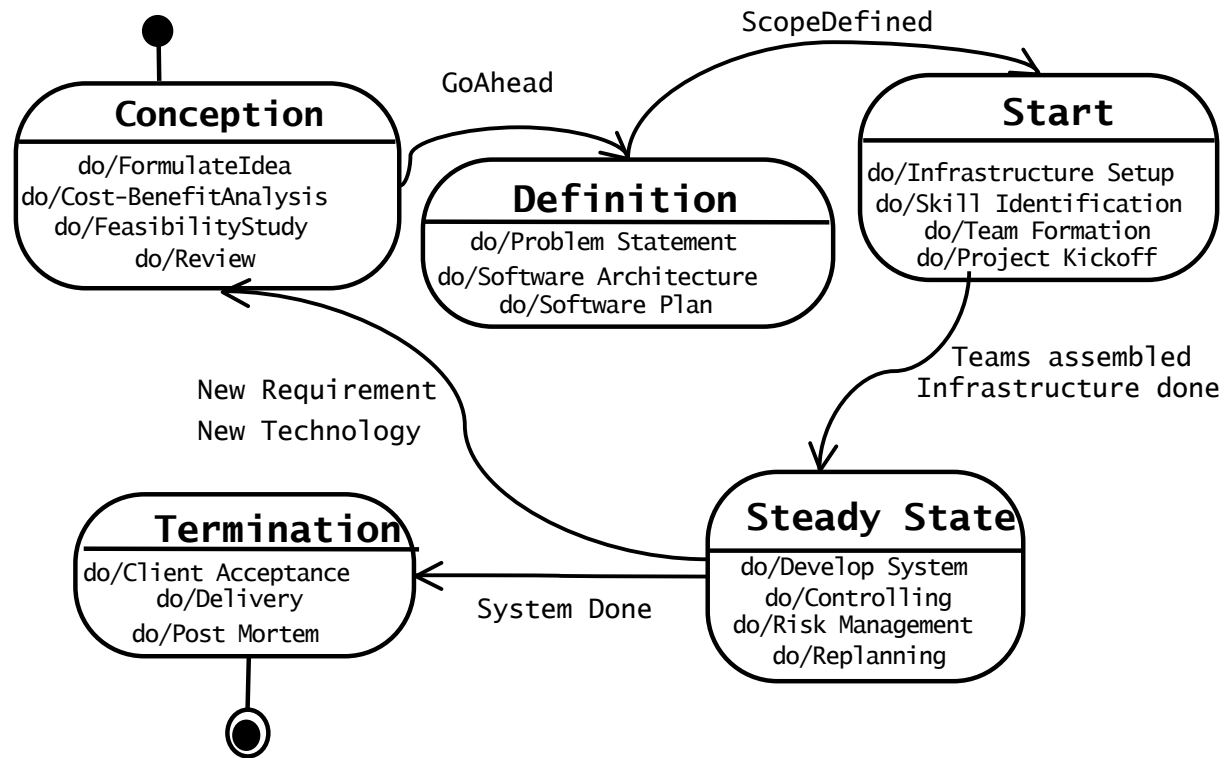 ScopeDefined
GoAhead
Conception
do/FormulateIdea
do/Cost-BenefitAnalysis
do/FeasibilityStudy
do/Review
Definition
do/Problem Statement
do/Software Architecture
do/Software Plan
Start
do/Infrastructure Setup
do/Skill Identification
do/Team Formation
do/Project Kickoff
Teams assembled
Infrastructure done
New Requirement
New Technology
Steady State
do/Develop System
do/Controlling
do/Risk Management
do/Replanning
System Done
Termination
do/Client Acceptance
do/Delivery
do/Post Mortem